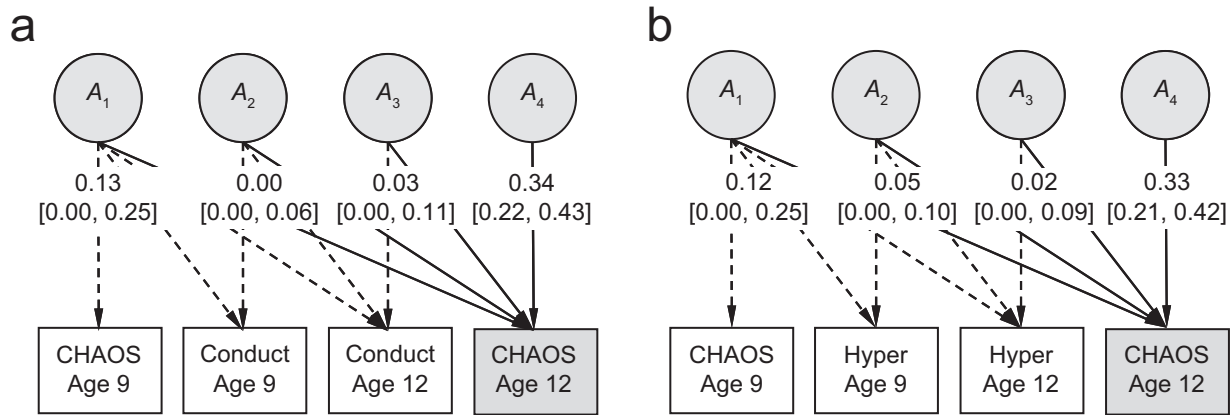 a
A1 A2 A3 A4
0.13 0.00 0.03 0.34
[0.00, 0.25] [0.00, 0.06] [0.00, 0.11] [0.22, 0.43]
CHAOS Conduct Conduct CHAOS
Age 9 Age 9 Age 12 Age 12
b
A1 A2 A3 A4
0.12 0.05 0.02 0.33
[0.00, 0.25] [0.00, 0.10] [0.00, 0.09] [0.21, 0.42]
CHAOS Hyper Hyper CHAOS
Age 9 Age 9 Age 12 Age 12